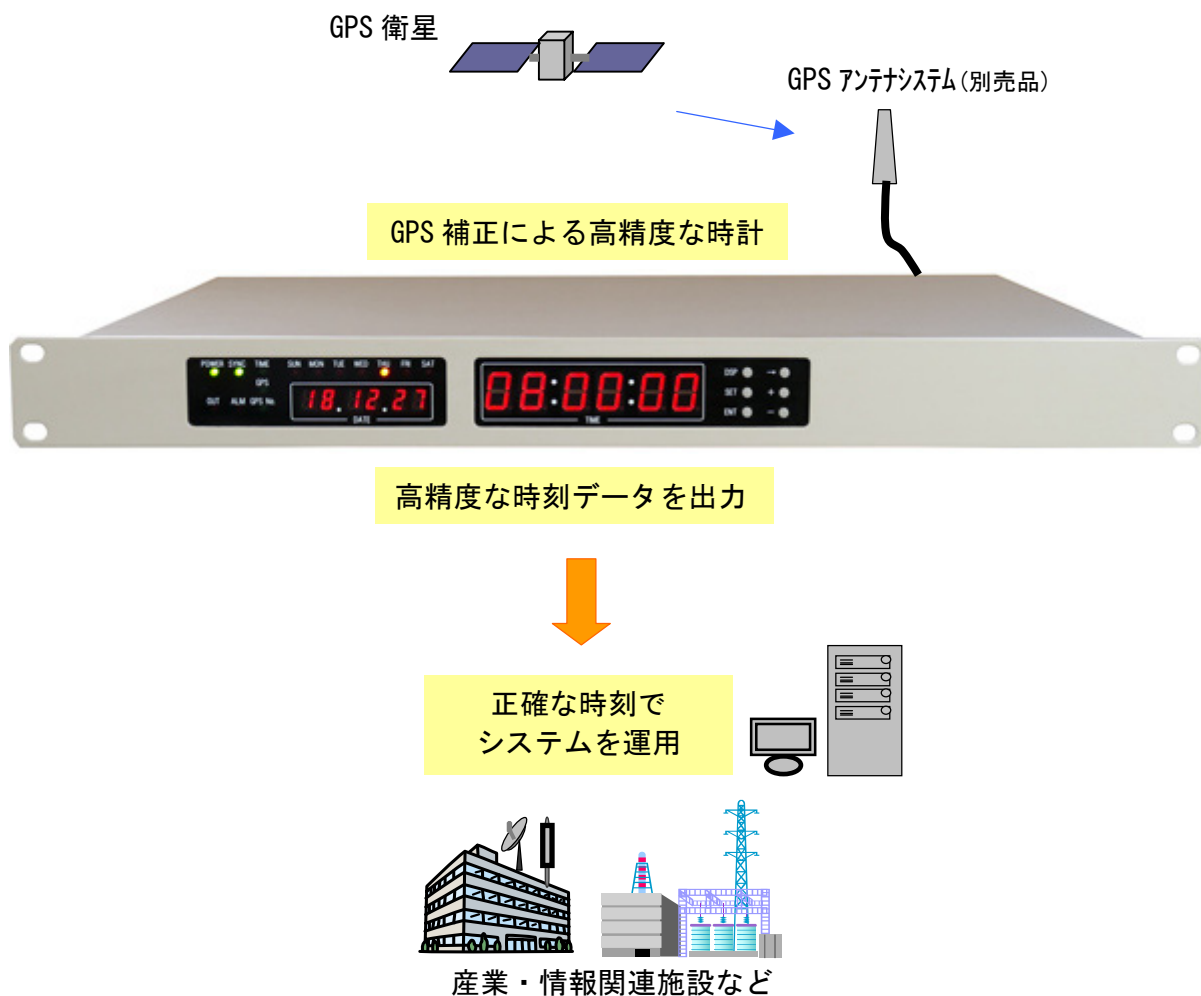 GPS 衛星
GPS アンテナシステム(別売品)
GPS 補正による高精度な時計
POWER SYNC TIME SUN MON TUE WED THU FRI SAT
GPS
OUT ALM GPS No.
18.12.27
DATE
08:00:00
TIME
DSP →
SET +
ENT −
高精度な時刻データを出力
正確な時刻で
システムを運用
産業・情報関連施設など